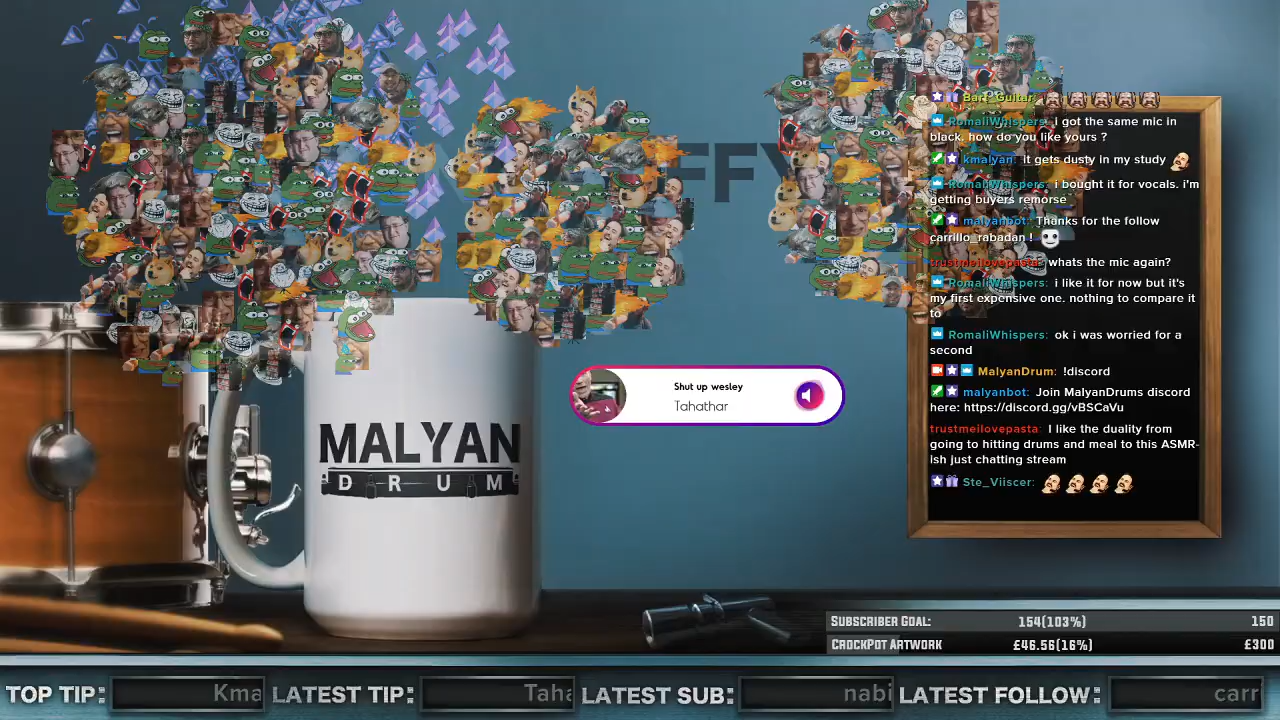 FFY
Bart_Guitar:
RomaliWhispers: i got the same mic in
black. how do you like yours ?
kmalyan: it gets dusty in my study
RomaliWhispers: i bought it for vocals. i'm
getting buyers remorse
malyanbot: Thanks for the follow
carrillo_rabadan !
trustmeilovepasta: whats the mic again?
RomaliWhispers: i like it for now but it's
my first expensive one. nothing to compare it
to
RomaliWhispers: ok i was worried for a
second
MalyanDrum: !discord
malyanbot: Join MalyanDrums discord
here: https://discord.gg/vBSCaVu
trustmeilovepasta: I like the duality from
going to hitting drums and meal to this ASMR-
ish just chatting stream
Ste_Viiscer:
Shut up wesley
Tahathar
MALYAN
DRUM
SUBSCRIBER GOAL: 154(103%) 150
CROCKPOT ARTWORK £46.56(16%) £300
TOP TIP: Kma LATEST TIP: Taha LATEST SUB: nabi LATEST FOLLOW: carr